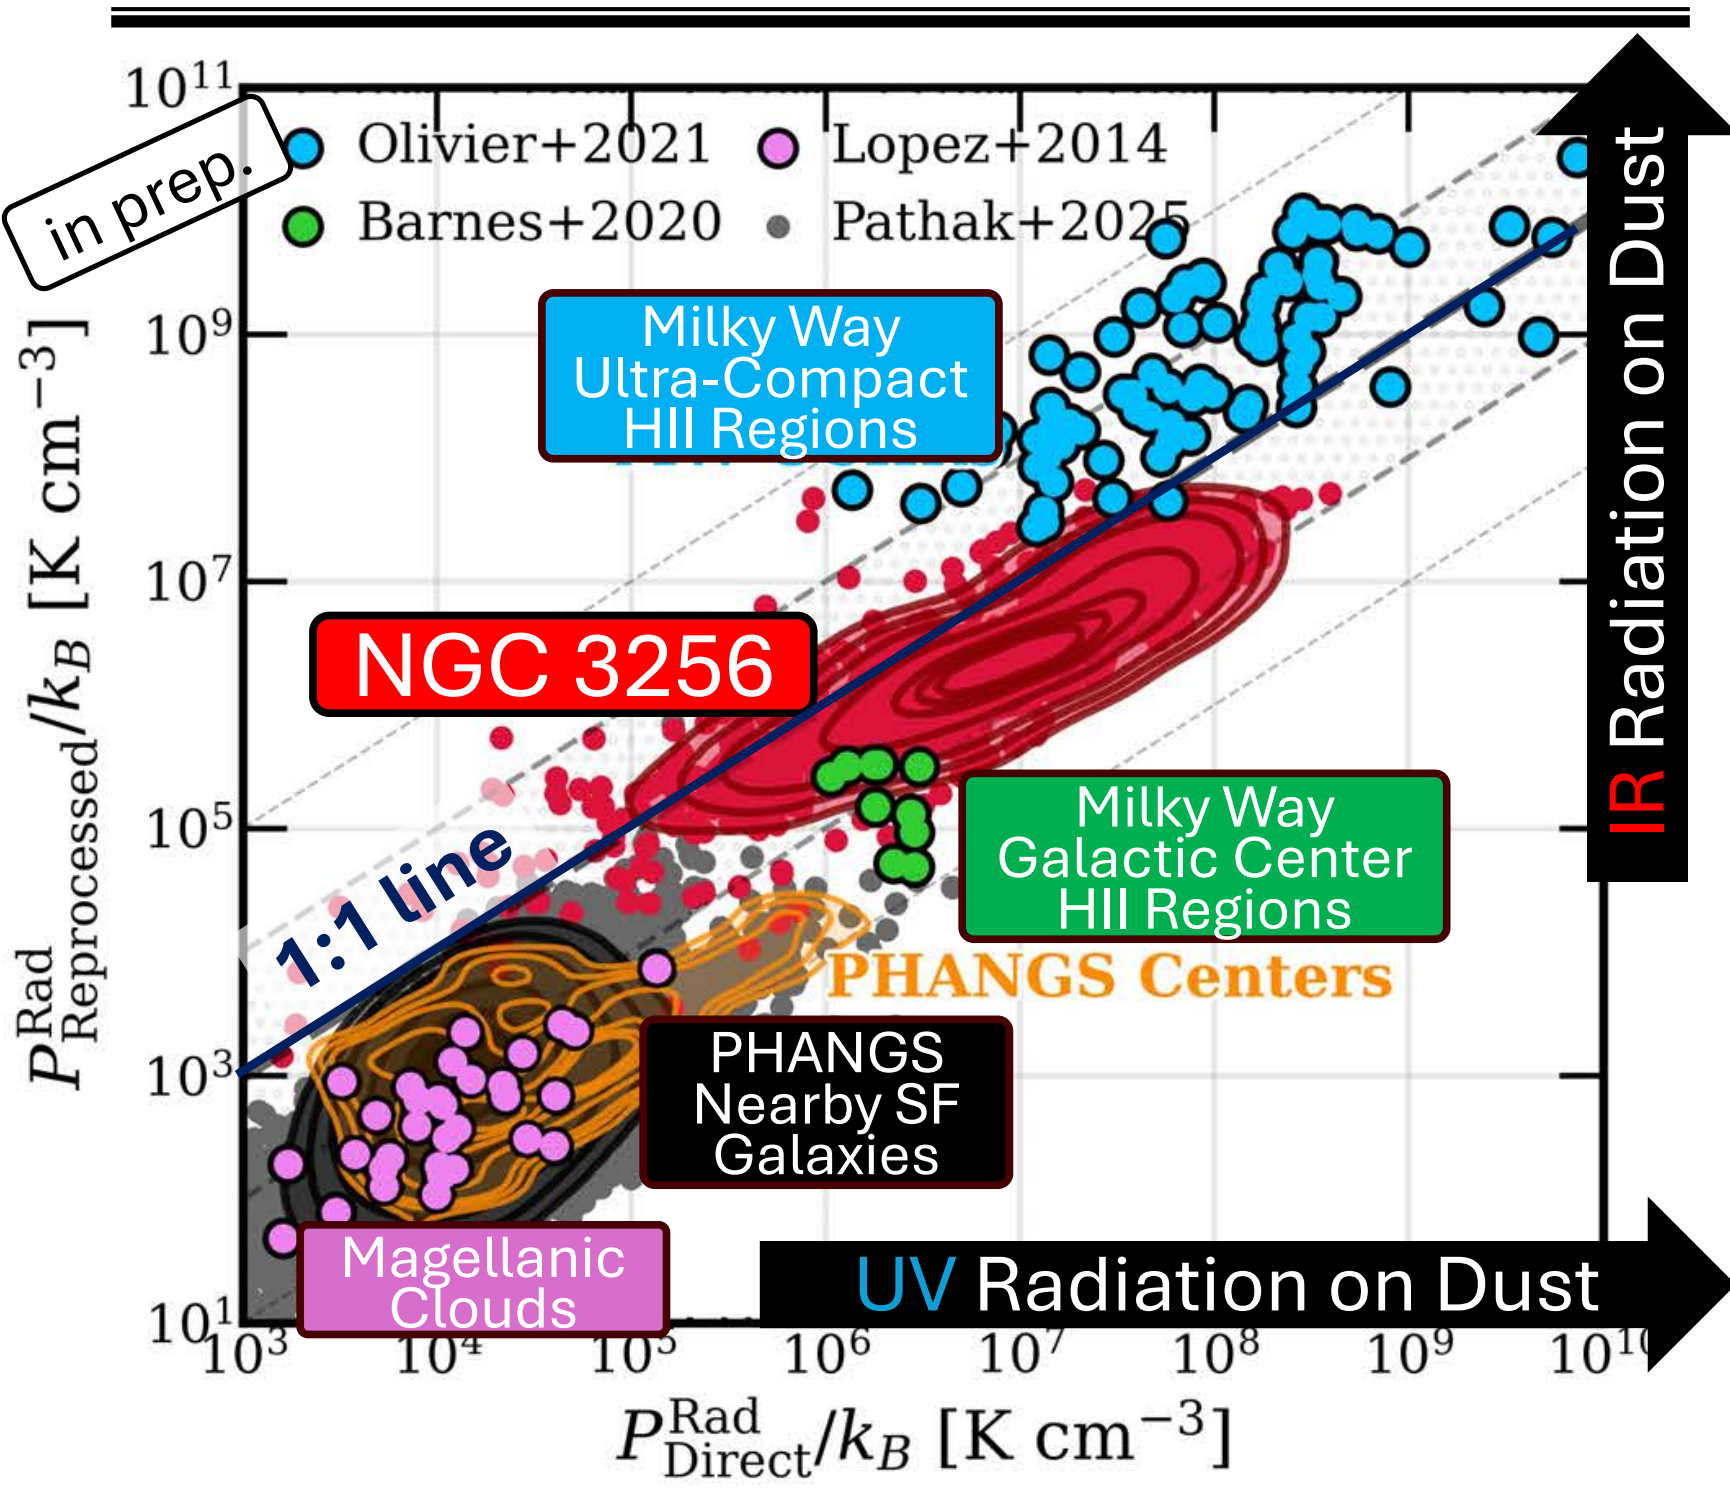 10^11
in prep.
Olivier+2021
Lopez+2014
Barnes+2020
Pathak+2025
Milky Way
Ultra-Compact
HII Regions
10^9
10^7
NGC 3256
10^5
1:1 line
Milky Way
Galactic Center
HII Regions
PHANGS Centers
10^3
PHANGS
Nearby SF
Galaxies
Magellanic
Clouds
10^1
IR Radiation on Dust
UV Radiation on Dust
10^3
10^4
10^5
10^6
10^7
10^8
10^9
10^10
P^Rad_Reprocessed/k_B [K cm^−3]
P^Rad_Direct/k_B [K cm^−3]